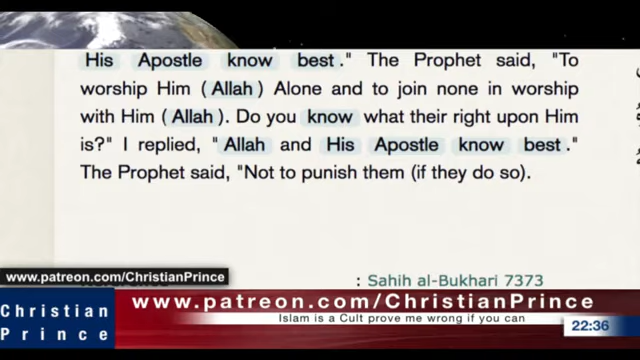 His Apostle know best." The Prophet said, "To
worship Him (Allah) Alone and to join none in worship
with Him (Allah). Do you know what their right upon Him
is?" I replied, "Allah and His Apostle know best."
The Prophet said, "Not to punish them (if they do so).
www.patreon.com/ChristianPrince
: Sahih al-Bukhari 7373
Christian
Prince
www.patreon.com/ChristianPrince
Islam is a Cult prove me wrong if you can
22:36